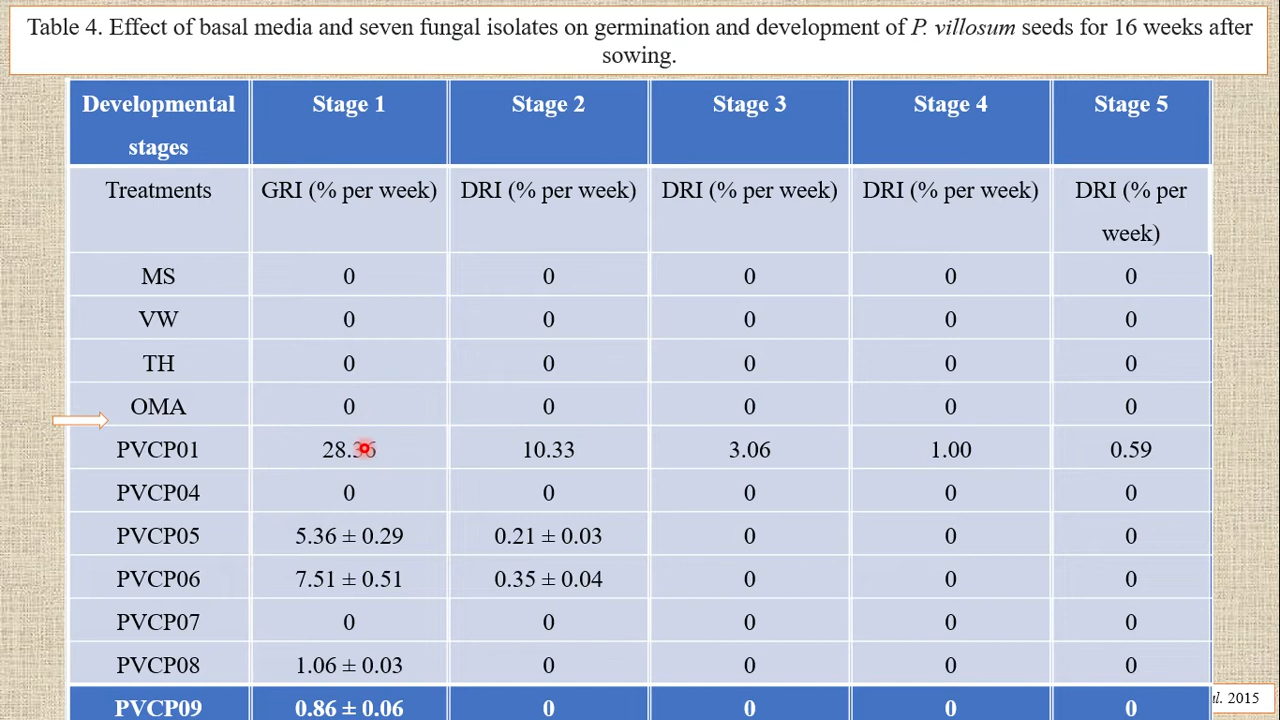 Table 4. Effect of basal media and seven fungal isolates on germination and development of P. villosum seeds for 16 weeks after
sowing.
Developmental stages Stage 1 Stage 2 Stage 3 Stage 4 Stage 5
Treatments GRI (% per week) DRI (% per week) DRI (% per week) DRI (% per week) DRI (% per week)
MS 0 0 0 0 0
VW 0 0 0 0 0
TH 0 0 0 0 0
OMA 0 0 0 0 0
PVCP01 28.36 10.33 3.06 1.00 0.59
PVCP04 0 0 0 0 0
PVCP05 5.36 ± 0.29 0.21 ± 0.03 0 0 0
PVCP06 7.51 ± 0.51 0.35 ± 0.04 0 0 0
PVCP07 0 0 0 0 0
PVCP08 1.06 ± 0.03 0 0 0 0
PVCP09 0.86 ± 0.06 0 0 0 0
2015